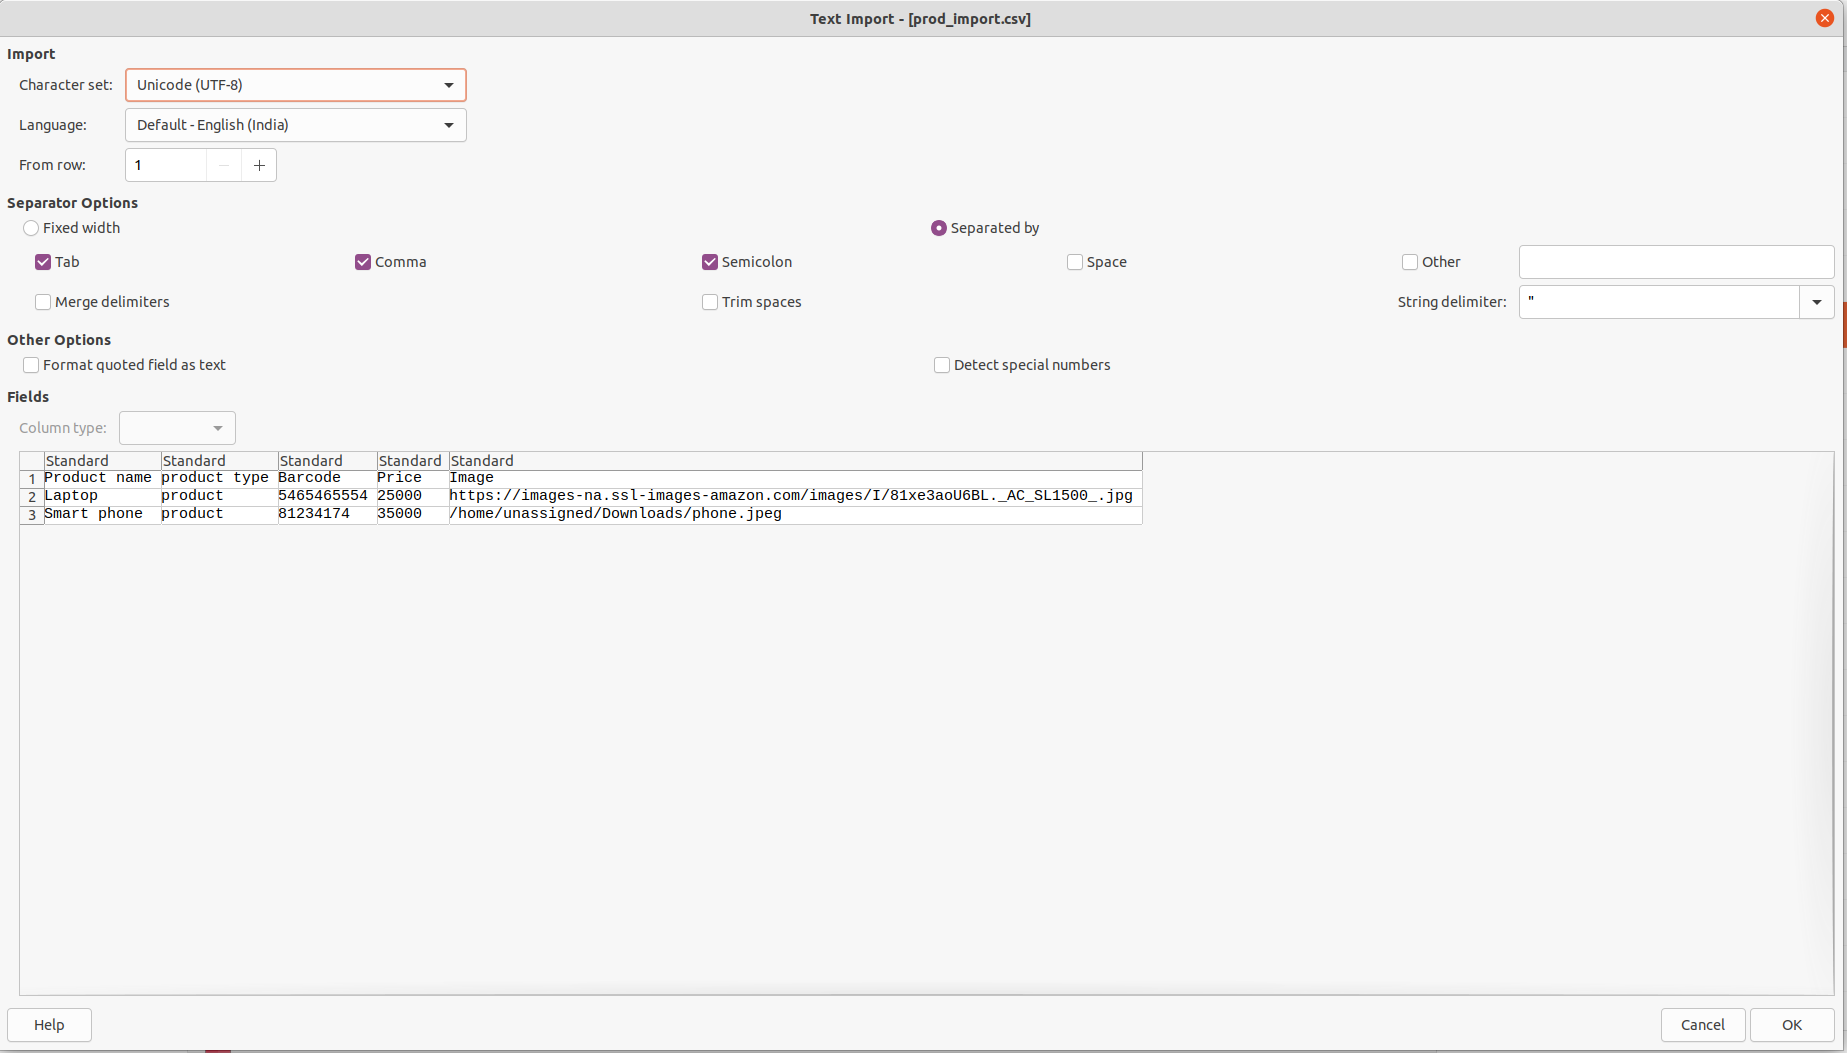 Text Import - [prod_import.csv]
Import
Character set: Unicode (UTF-8)
Language: Default - English (India)
From row: 1
Separator Options
Fixed width Separated by
Tab Comma Semicolon Space Other
Merge delimiters Trim spaces String delimiter: "
Other Options
Format quoted field as text Detect special numbers
Fields
Column type:
Standard Standard Standard Standard Standard
1 Product name product type Barcode Price Image
2 Laptop product 5465465554 25000 https://images-na.ssl-images-amazon.com/images/I/81xe3aoU6BL._AC_SL1500_.jpg
3 Smart phone product 81234174 35000 /home/unassigned/Downloads/phone.jpeg
Help Cancel OK